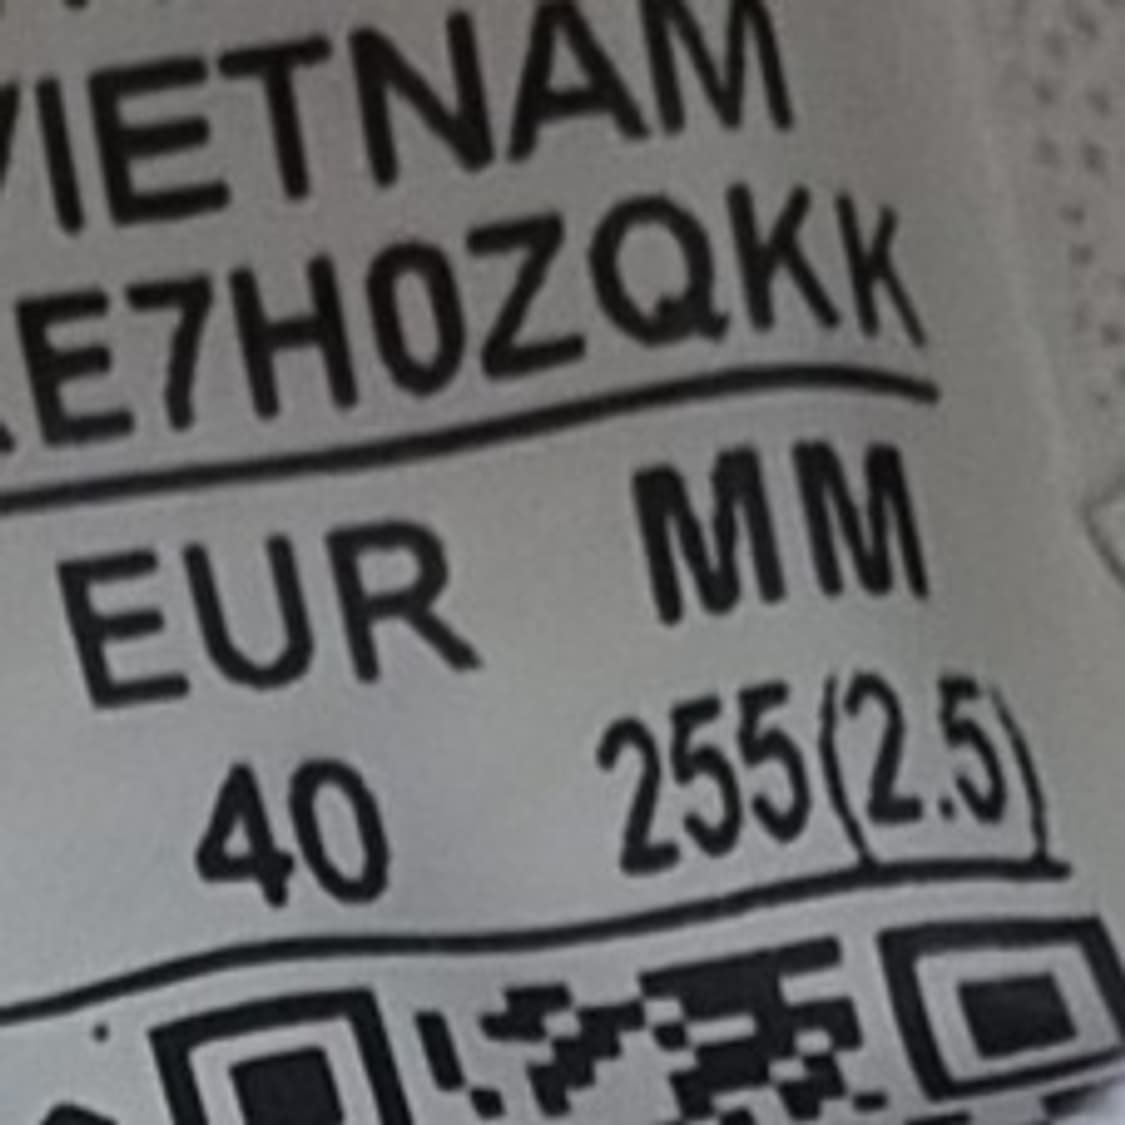 VIETNAM
E7H0ZQKK
EUR MM
40 255(2.5)